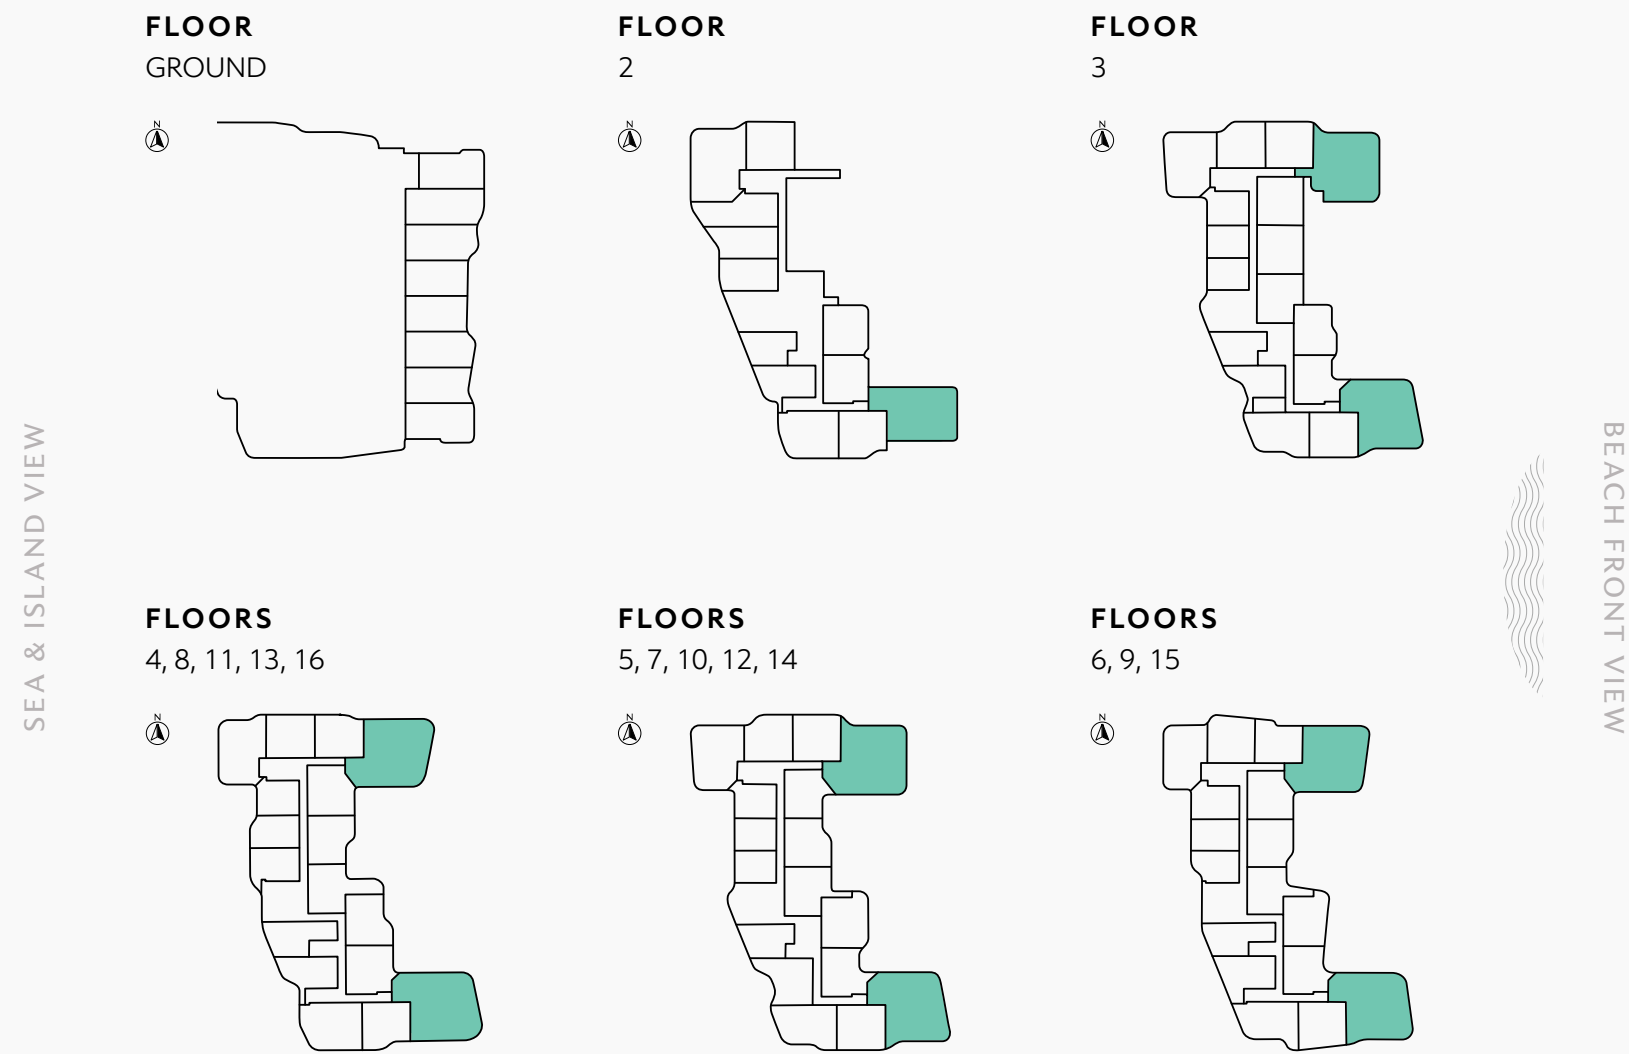 FLOOR
GROUND
N
FLOOR
2
N
FLOOR
3
N
SEA & ISLAND VIEW
BEACH FRONT VIEW
FLOORS
4, 8, 11, 13, 16
N
FLOORS
5, 7, 10, 12, 14
N
FLOORS
6, 9, 15
N